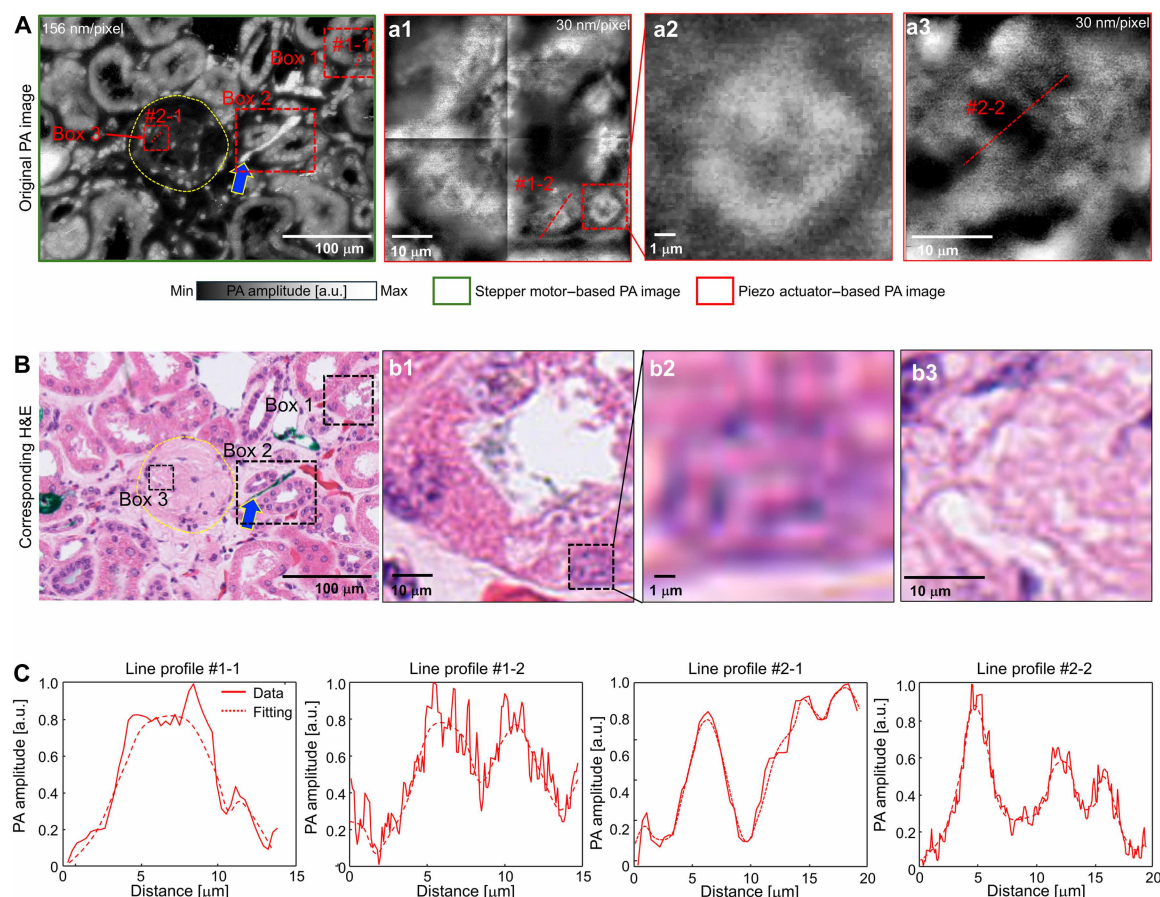 A
Original PA image
156 nm/pixel
Box 1
#1-1
Box 2
#2-1
Box 3
100 μm
a1
30 nm/pixel
#1-2
10 μm
a2
1 μm
a3
30 nm/pixel
#2-2
10 μm
Min PA amplitude [a.u.] Max
Stepper motor–based PA image
Piezo actuator–based PA image
B
Corresponding H&E
Box 1
Box 2
Box 3
100 μm
b1
10 μm
b2
1 μm
b3
10 μm
C
Line profile #1-1
PA amplitude [a.u.]
1.0
0.8
0.6
0.4
0.2
0
Data
Fitting
0 5 10 15
Distance [μm]
Line profile #1-2
PA amplitude [a.u.]
1.0
0.8
0.6
0.4
0.2
0
0 5 10 15
Distance [μm]
Line profile #2-1
PA amplitude [a.u.]
1.0
0.8
0.6
0.4
0.2
0
0 5 10 15 20
Distance [μm]
Line profile #2-2
PA amplitude [a.u.]
1.0
0.8
0.6
0.4
0.2
0
0 5 10 15 20
Distance [μm]